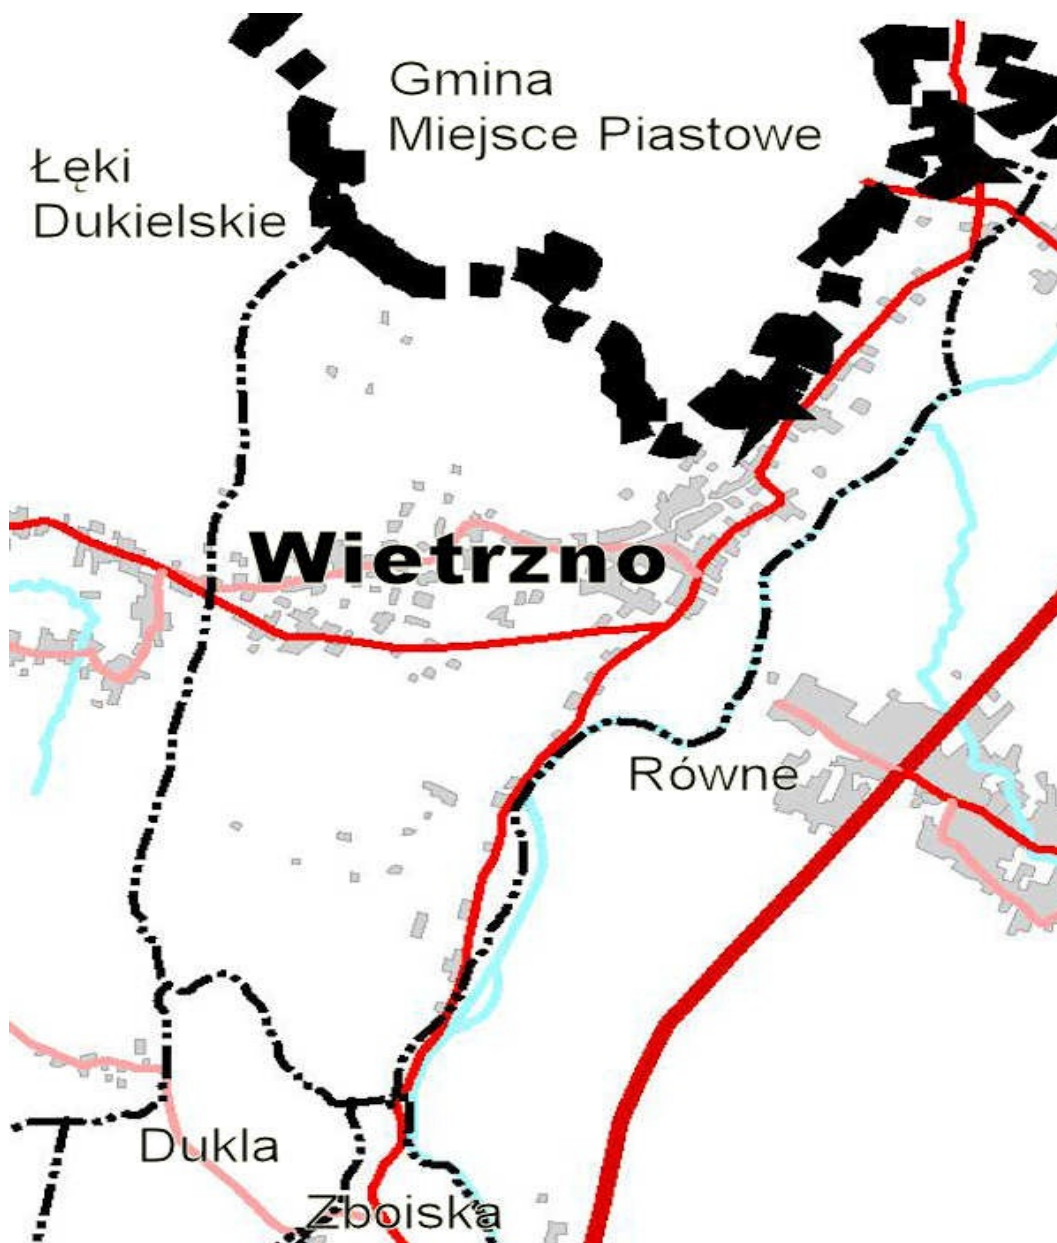 Gmina
Miejsce Piastowe
Łęki
Dukielskie
Wietrzno
Równe
Dukla
Zboiska